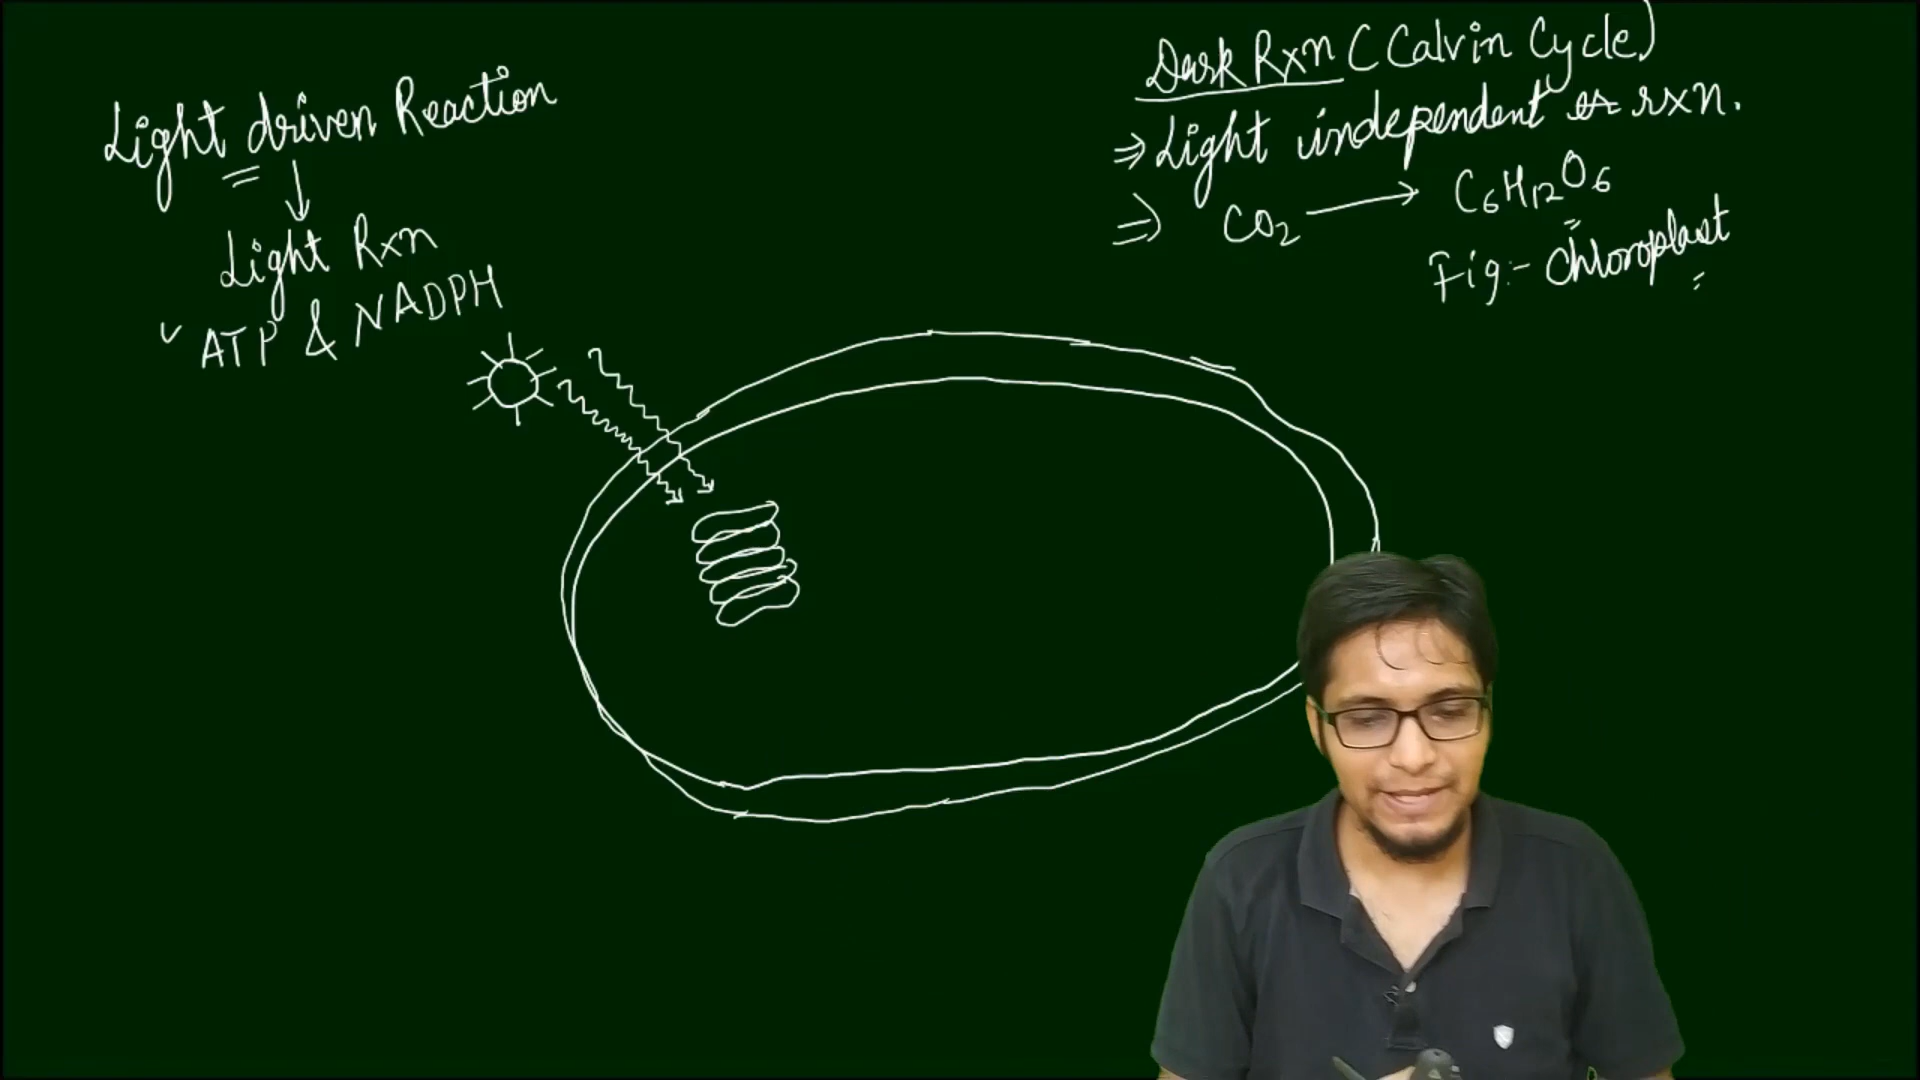 Light driven Reaction
Light Rxn
ATP & NADPH
Dark Rxn (Calvin Cycle)
⇒ Light independent rxn.
⇒ CO2 → C6H12O6
Fig:- Chloroplast